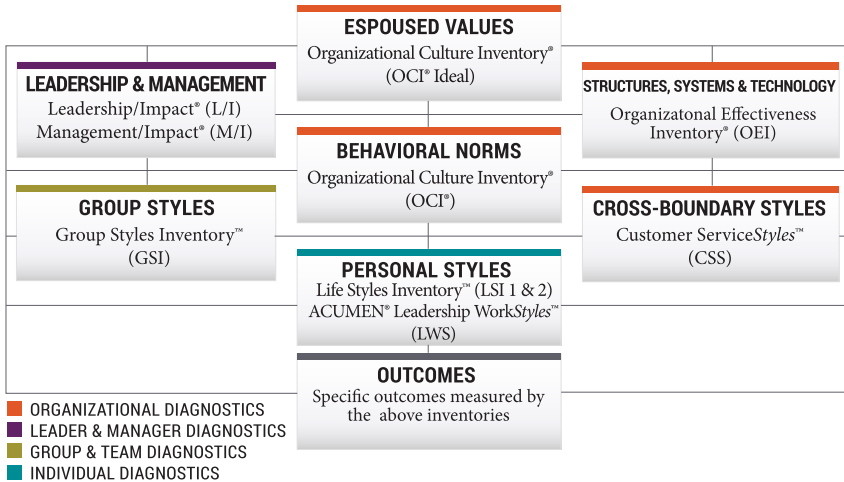 ESPOUSED VALUES
Organizational Culture Inventory®
(OCI® Ideal)
LEADERSHIP & MANAGEMENT
Leadership/Impact® (L/I)
Management/Impact® (M/I)
STRUCTURES, SYSTEMS & TECHNOLOGY
Organizatonal Effectiveness
Inventory® (OEI)
BEHAVIORAL NORMS
Organizational Culture Inventory®
(OCI®)
GROUP STYLES
Group Styles Inventory™
(GSI)
CROSS-BOUNDARY STYLES
Customer ServiceStyles™
(CSS)
PERSONAL STYLES
Life Styles Inventory™ (LSI 1 & 2)
ACUMEN® Leadership WorkStyles™
(LWS)
OUTCOMES
Specific outcomes measured by
the above inventories
ORGANIZATIONAL DIAGNOSTICS
LEADER & MANAGER DIAGNOSTICS
GROUP & TEAM DIAGNOSTICS
INDIVIDUAL DIAGNOSTICS